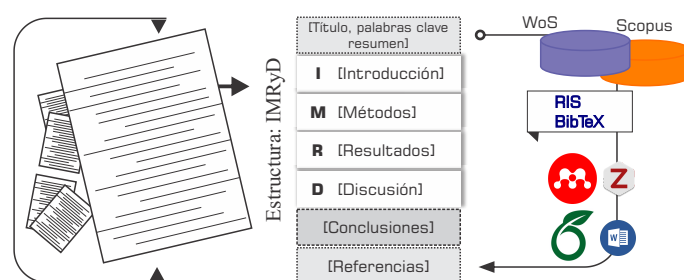 Estructura: IMRyD
[Título, palabras clave
resumen]
I [Introducción]
M [Métodos]
R [Resultados]
D [Discusión]
[Conclusiones]
[Referencias]
WoS
Scopus
RIS
BibTeX
Z
W